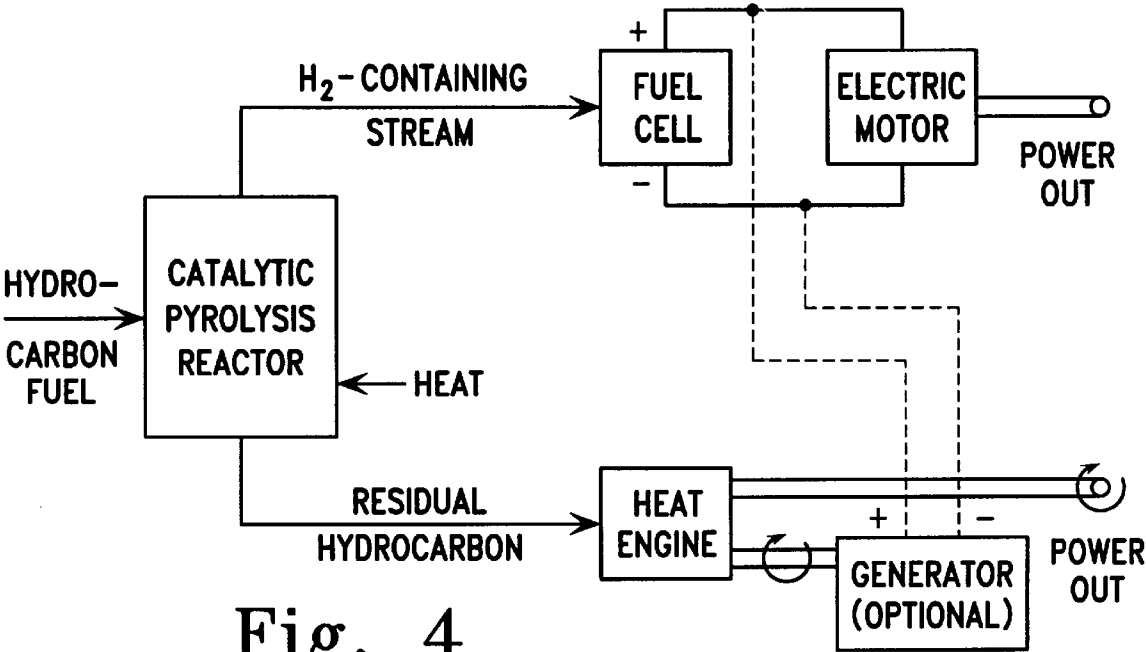 H₂-CONTAINING
STREAM
+
FUEL
CELL
-
ELECTRIC
MOTOR
POWER
OUT
HYDRO-
CARBON
FUEL
CATALYTIC
PYROLYSIS
REACTOR
HEAT
RESIDUAL
HYDROCARBON
HEAT
ENGINE
+
-
GENERATOR
(OPTIONAL)
POWER
OUT
Fig. 4